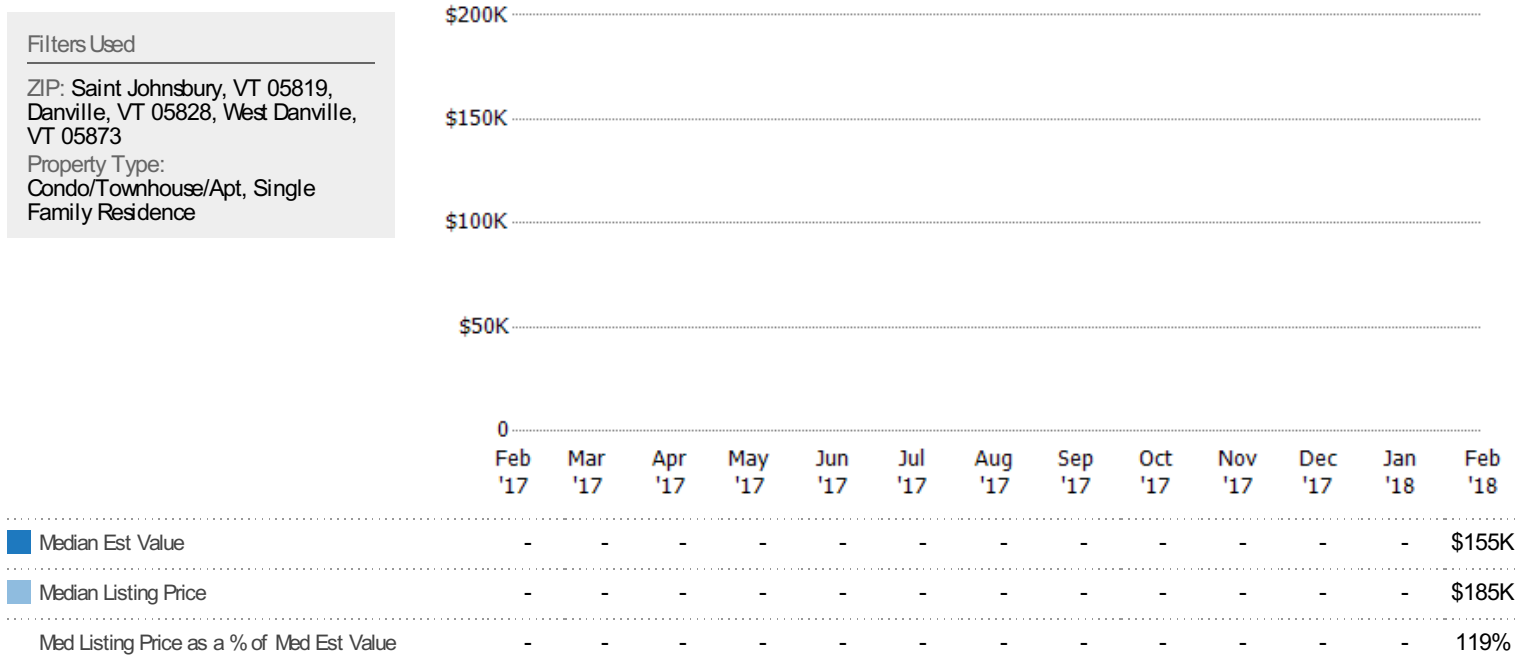 Filters Used
ZIP: Saint Johnsbury, VT 05819,
Danville, VT 05828, West Danville,
VT 05873
Property Type:
Condo/Townhouse/Apt, Single
Family Residence
$200K
$150K
$100K
$50K
0
Feb Mar Apr May Jun Jul Aug Sep Oct Nov Dec Jan Feb
'17 '17 '17 '17 '17 '17 '17 '17 '17 '17 '17 '18 '18
Median Est Value - - - - - - - - - - - - $155K
Median Listing Price - - - - - - - - - - - - $185K
Med Listing Price as a % of Med Est Value - - - - - - - - - - - - 119%